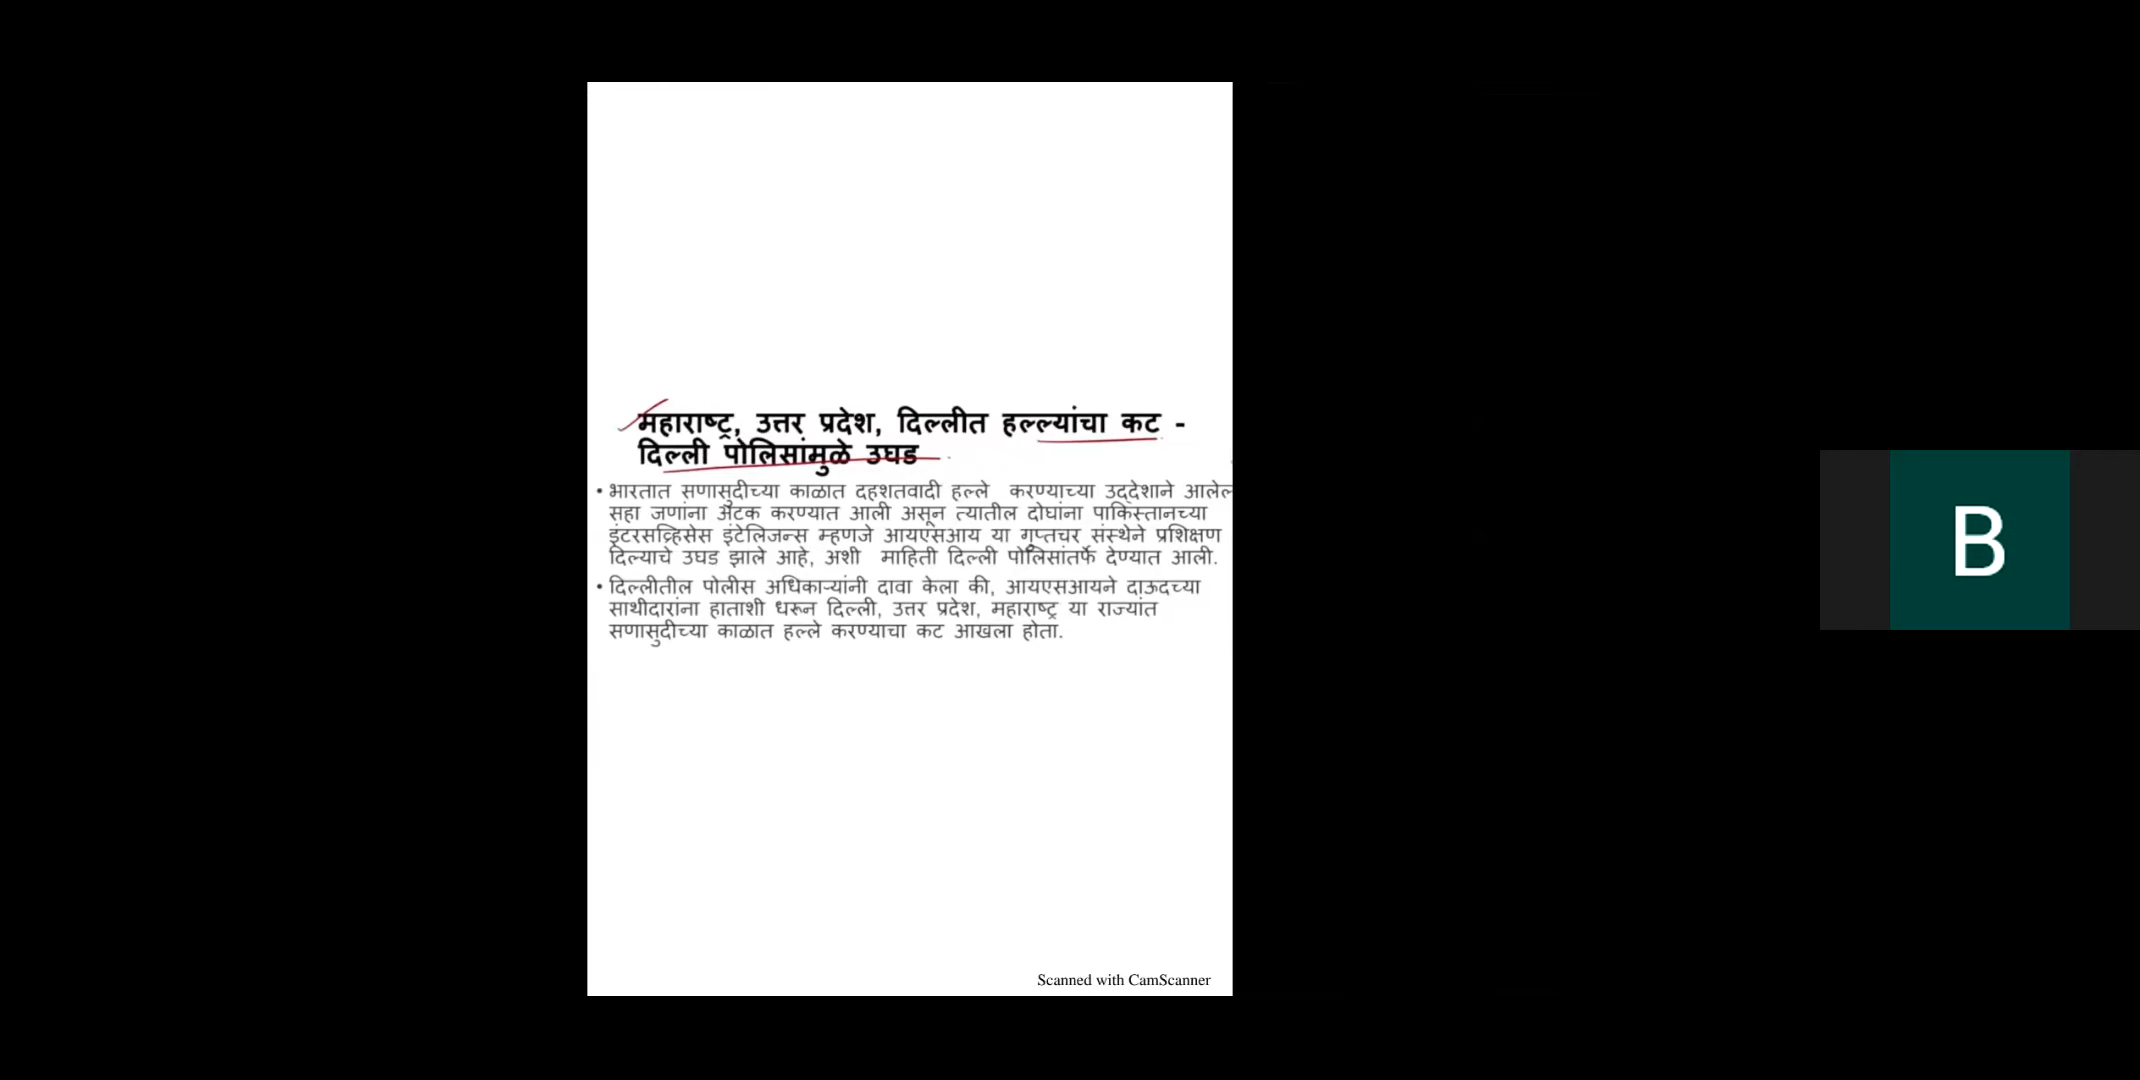 महाराष्ट्र, उत्तर प्रदेश, दिल्लीत हल्ल्यांचा कट -
दिल्ली पोलिसांमुळे उघड
• भारतात सणासुदीच्या काळात दहशतवादी हल्ले करण्याच्या उद्देशाने
सहा जणांना अटक करण्यात आली असून त्यातील दोघांना पाकिस्तानच्या
इंटरसर्व्हिसेस इंटेलिजन्स म्हणजे आयएसआय या गुप्तचर संस्थेने प्रशिक्षण
दिल्याचे उघड झाले आहे, अशी माहिती दिल्ली पोलिसांतर्फे देण्यात आली.
• दिल्लीतील पोलीस अधिकाऱ्यांनी दावा केला की, आयएसआयने दाऊदच्या
साथीदारांना हाताशी धरून दिल्ली, उत्तर प्रदेश, महाराष्ट्र या राज्यांत
सणासुदीच्या काळात हल्ले करण्याचा कट आखला होता.
Scanned with CamScanner
B